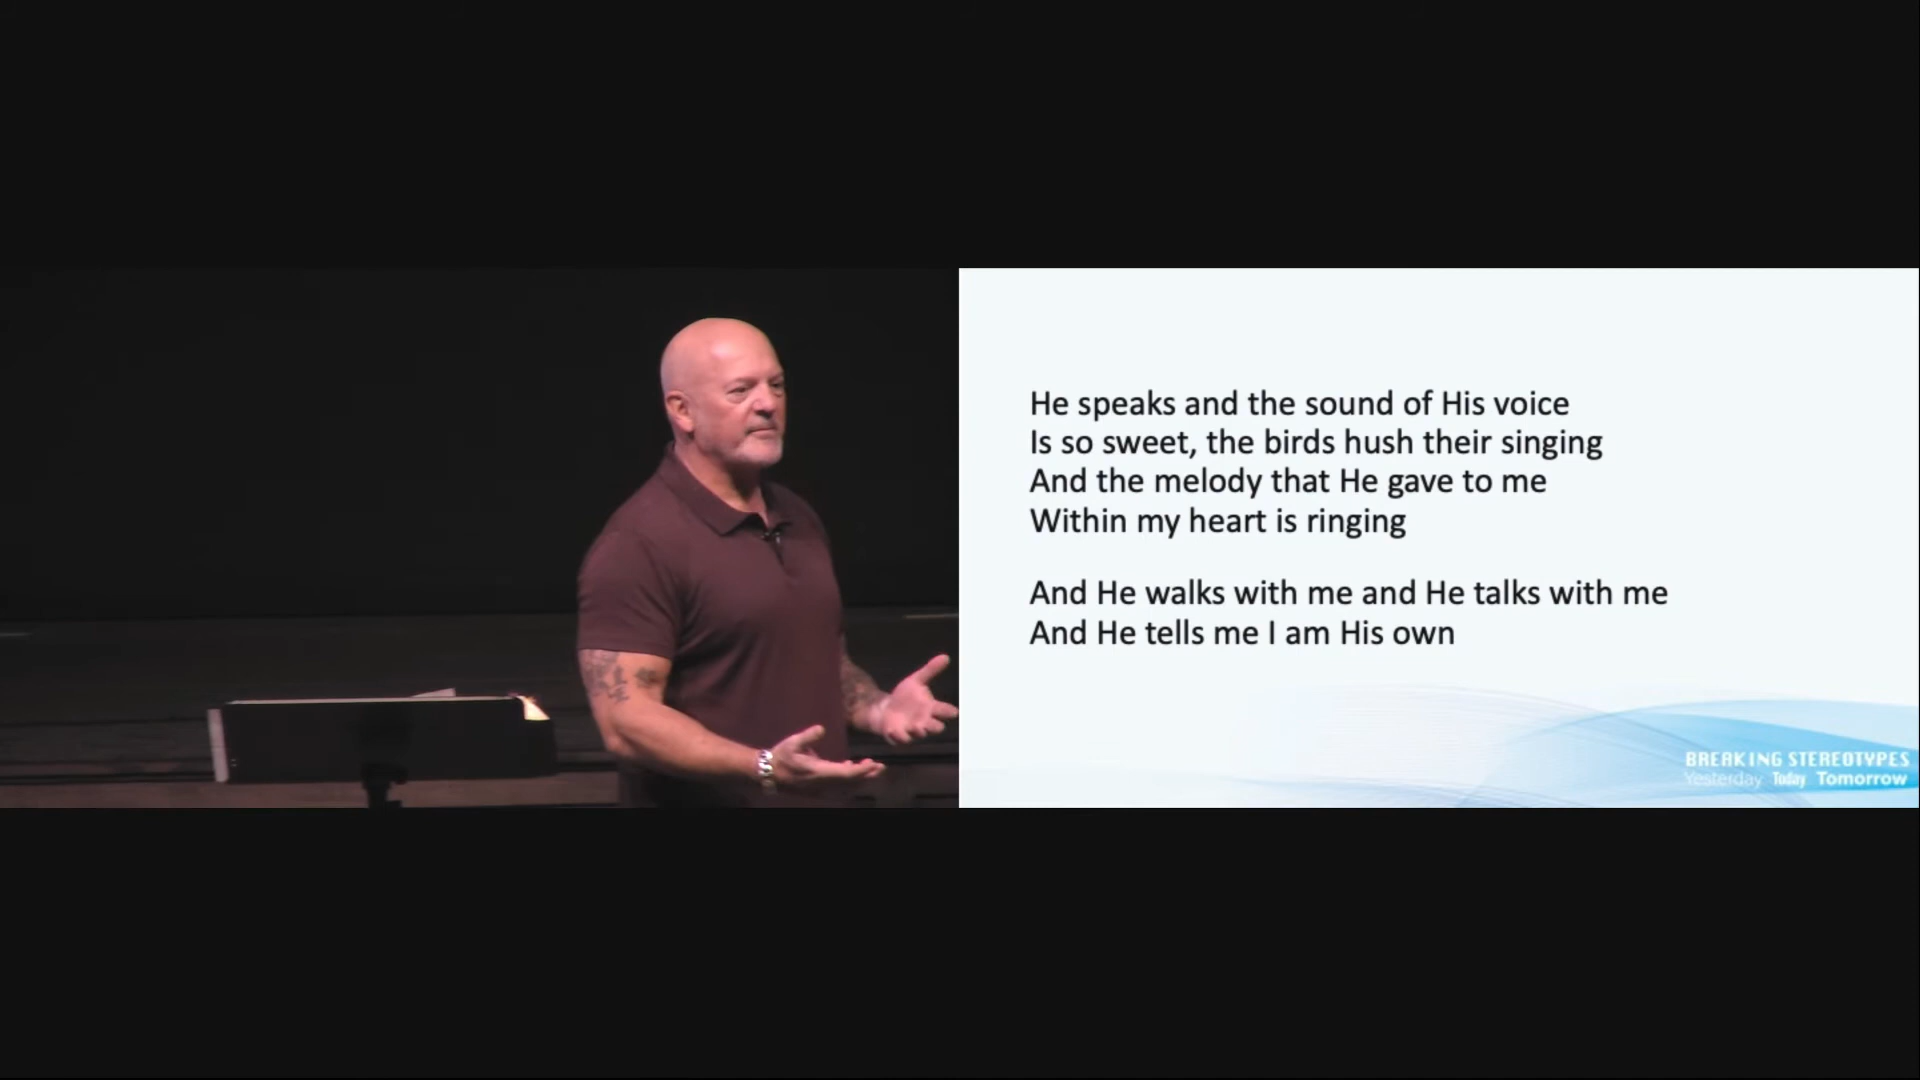 He speaks and the sound of His voice
Is so sweet, the birds hush their singing
And the melody that He gave to me
Within my heart is ringing
And He walks with me and He talks with me
And He tells me I am His own
BREAKING STEREOTYPES
Yesterday Today Tomorrow